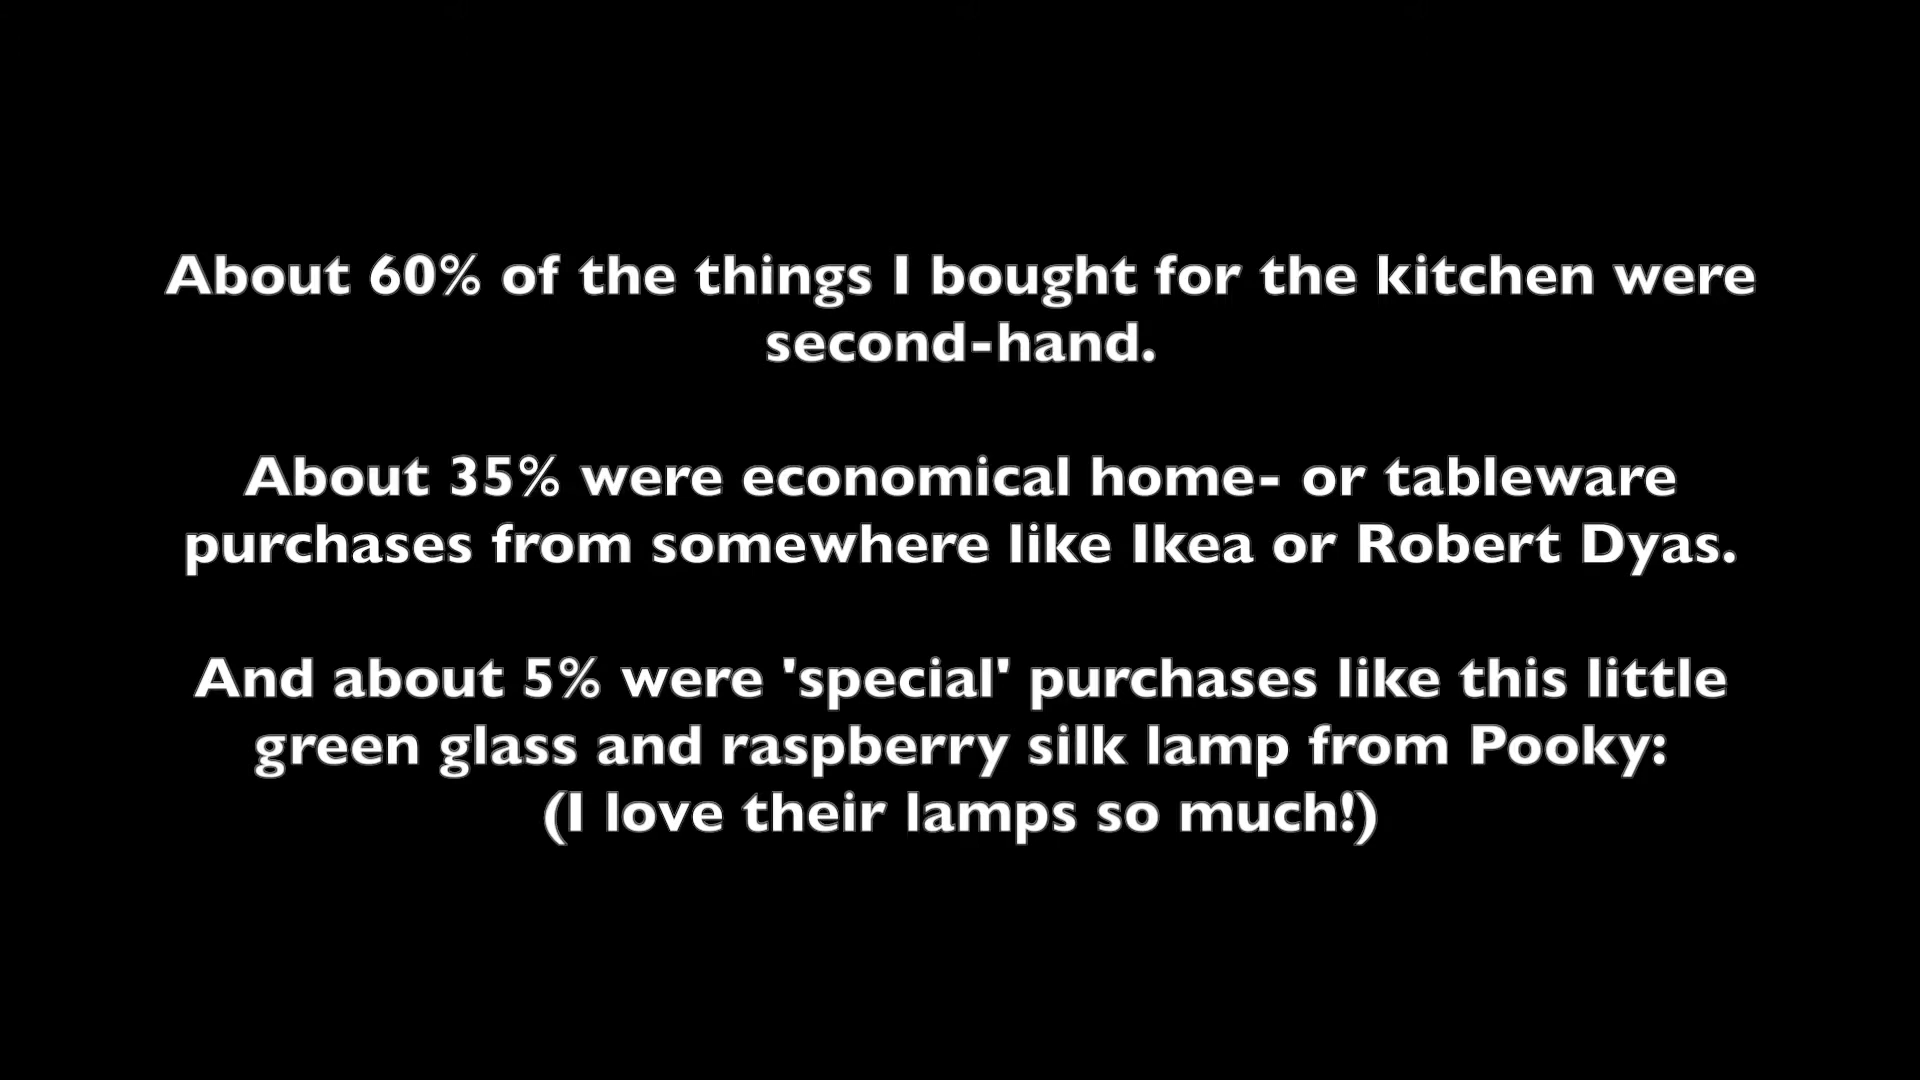 About 60% of the things I bought for the kitchen were
second-hand.
About 35% were economical home- or tableware
purchases from somewhere like Ikea or Robert Dyas.
And about 5% were 'special' purchases like this little
green glass and raspberry silk lamp from Pooky:
(I love their lamps so much!)